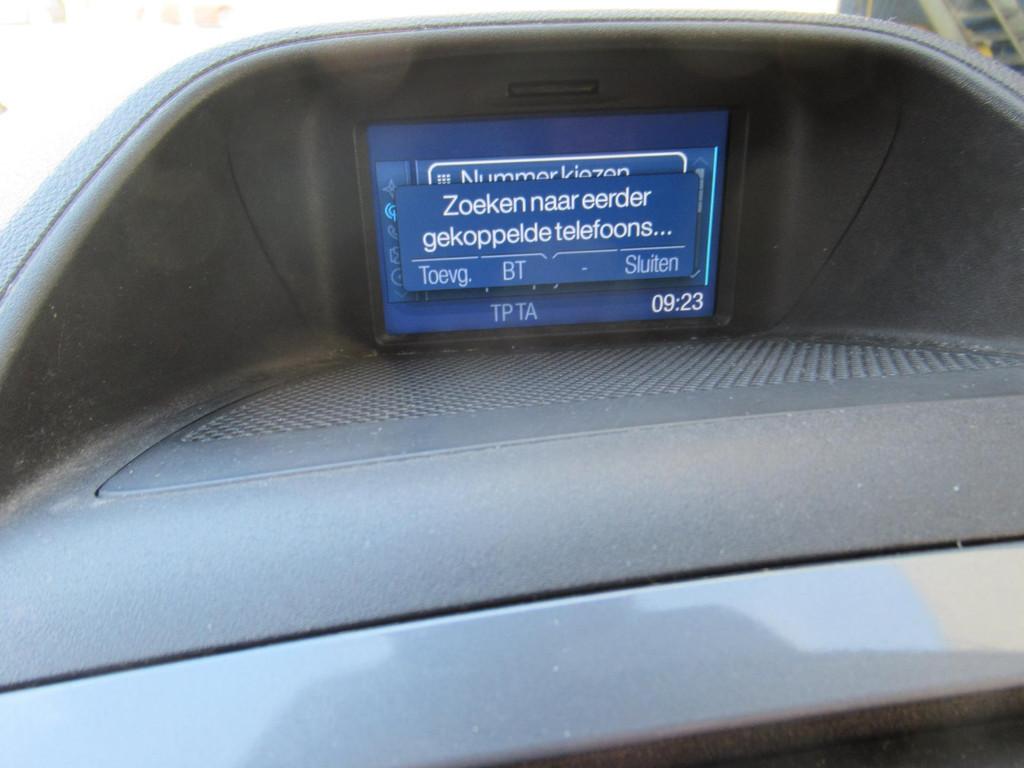 Nummer kiezen
Zoeken naar eerder
gekoppelde telefoons...
Toevg. BT - Sluiten
09:23
TP TA